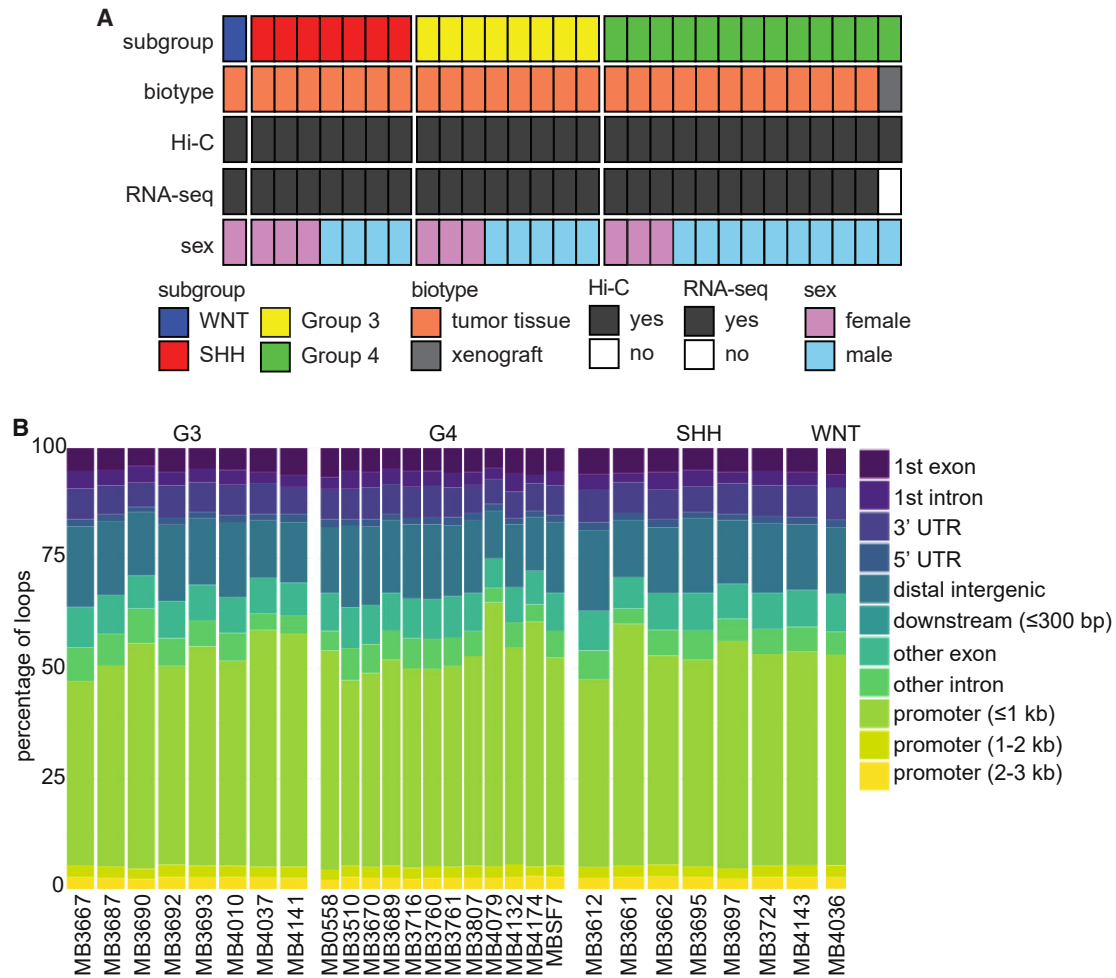 A
subgroup
biotype
Hi-C
RNA-seq
sex
subgroup biotype Hi-C RNA-seq sex
WNT Group 3 tumor tissue yes yes female
SHH Group 4 xenograft no no male
B
G3 G4 SHH WNT
percentage of loops
100
75
50
25
0
1st exon
1st intron
3' UTR
5' UTR
distal intergenic
downstream (≤300 bp)
other exon
other intron
promoter (≤1 kb)
promoter (1-2 kb)
promoter (2-3 kb)
MB3667 MB3687 MB3690 MB3692 MB3693 MB4010 MB4037 MB4141 MB0558 MB3510 MB3670 MB3689 MB3716 MB3760 MB3761 MB3807 MB4079 MB4132 MB4174 MBSF7 MB3612 MB3661 MB3662 MB3695 MB3697 MB3724 MB4143 MB4036